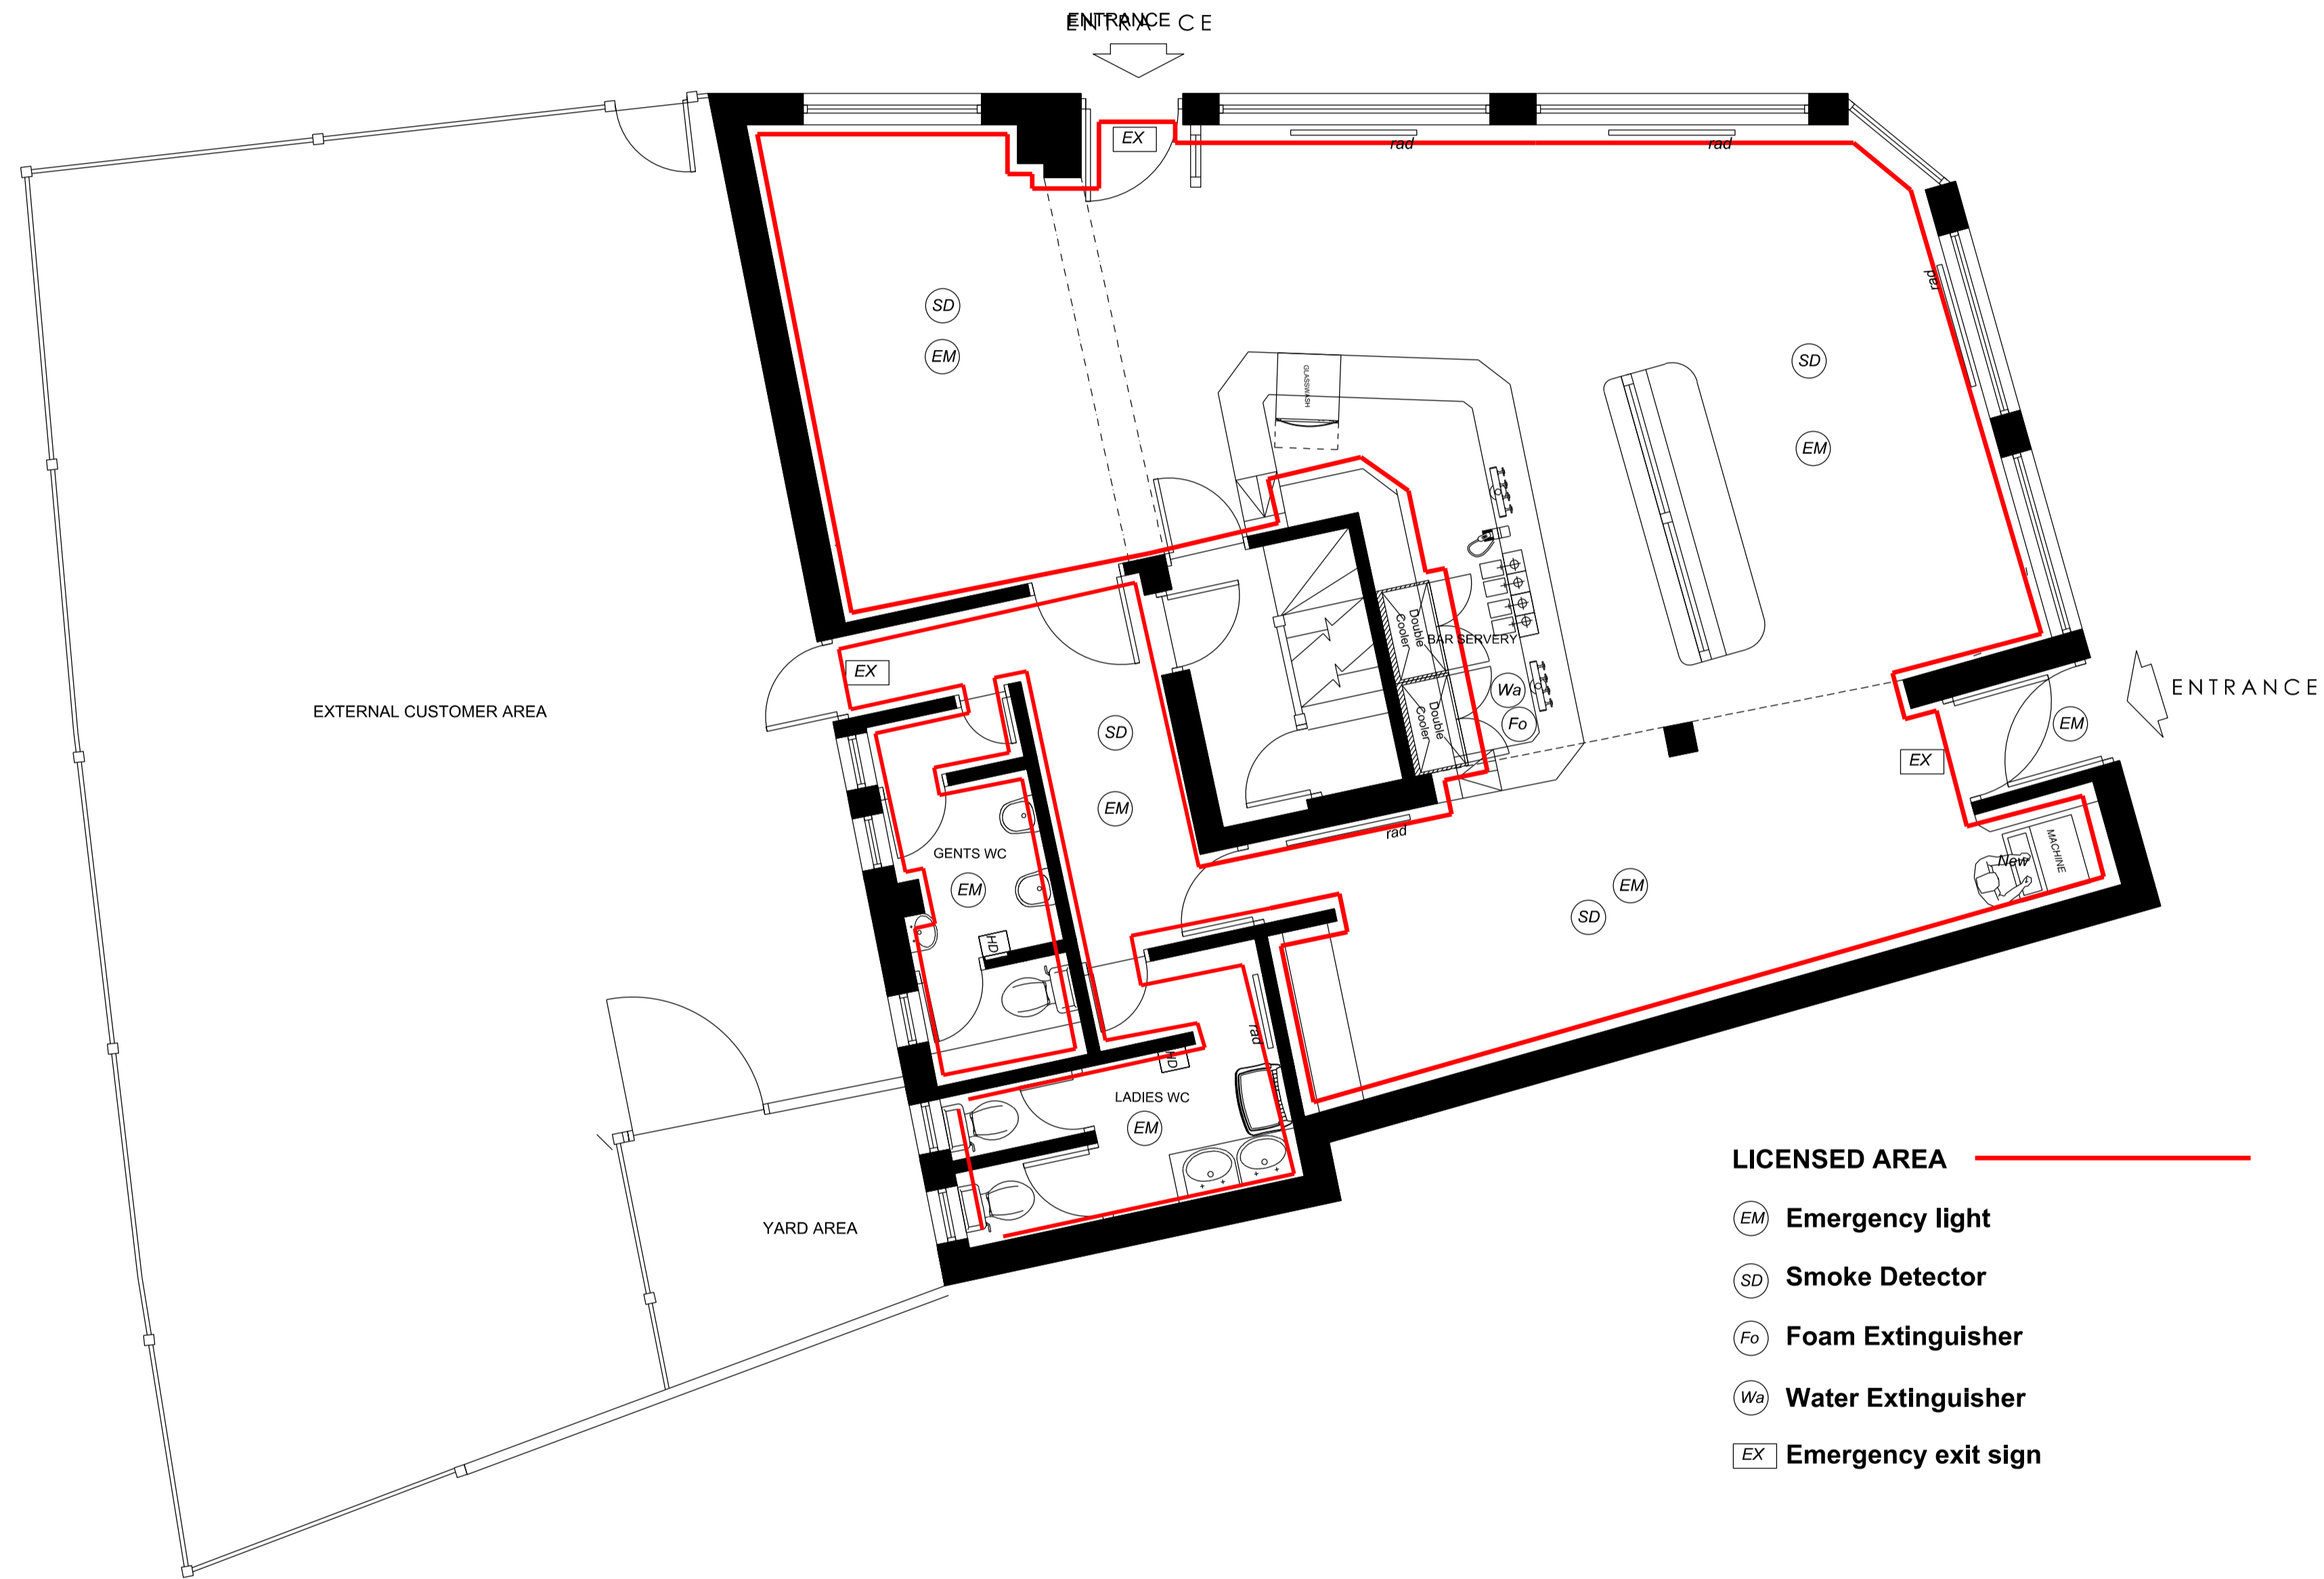 ENTRANCE
ENTRA CE
EX
rad
rad
rad
SD
EM
SD
EM
GLASSWASH
Double
Cooler
Double
Cooler
BAR SERVERY
Wa
Fo
ENTRANCE
EM
EX
EX
EXTERNAL CUSTOMER AREA
SD
EM
rad
GENTS WC
EM
HD
EM
SD
New
MACHINE
rad
HD
LADIES WC
EM
YARD AREA
LICENSED AREA
EM Emergency light
SD Smoke Detector
Fo Foam Extinguisher
Wa Water Extinguisher
EX Emergency exit sign